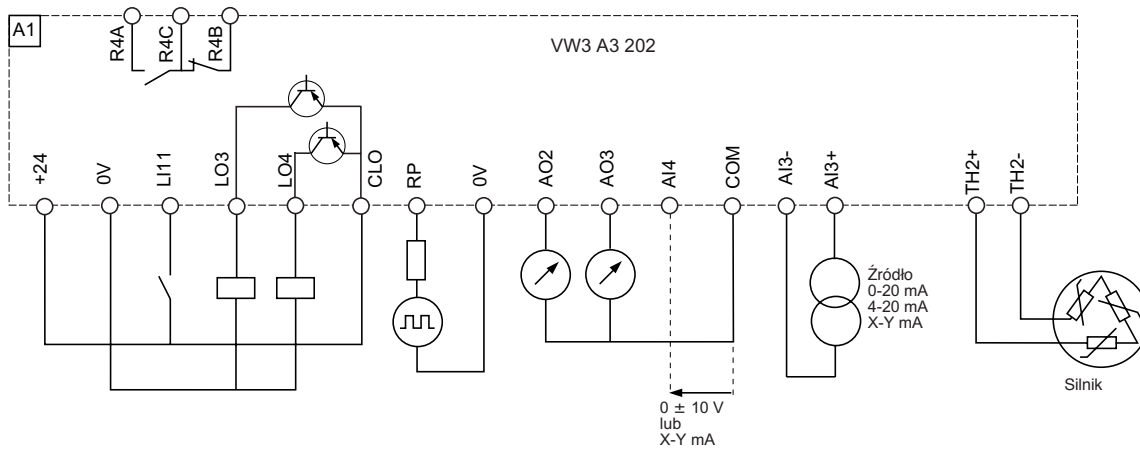 A1
R4A
R4C
R4B
VW3 A3 202
+24
0V
LI11
LO3
LO4
CLO
RP
0V
AO2
AO3
AI4
COM
AI3-
AI3+
TH2+
TH2-
Źródło
0-20 mA
4-20 mA
X-Y mA
Silnik
0 ± 10 V
lub
X-Y mA